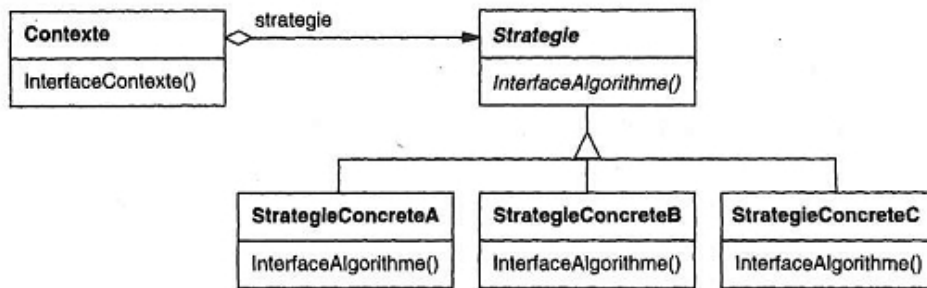 Contexte
strategie
Strategie
InterfaceContexte()
InterfaceAlgorithme()
StrategieConcreteA
StrategieConcreteB
StrategieConcreteC
InterfaceAlgorithme()
InterfaceAlgorithme()
InterfaceAlgorithme()